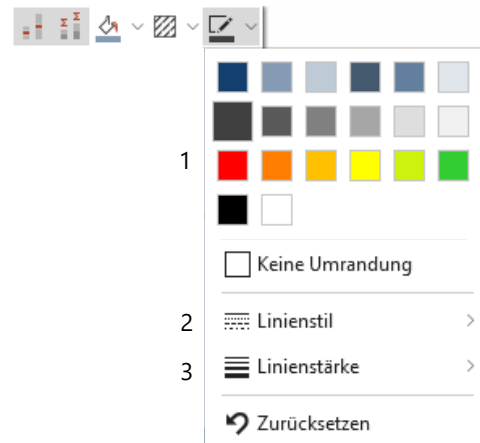 Σ Σ
1
Keine Umrandung
2 Linienstil
3 Linienstärke
Zurücksetzen